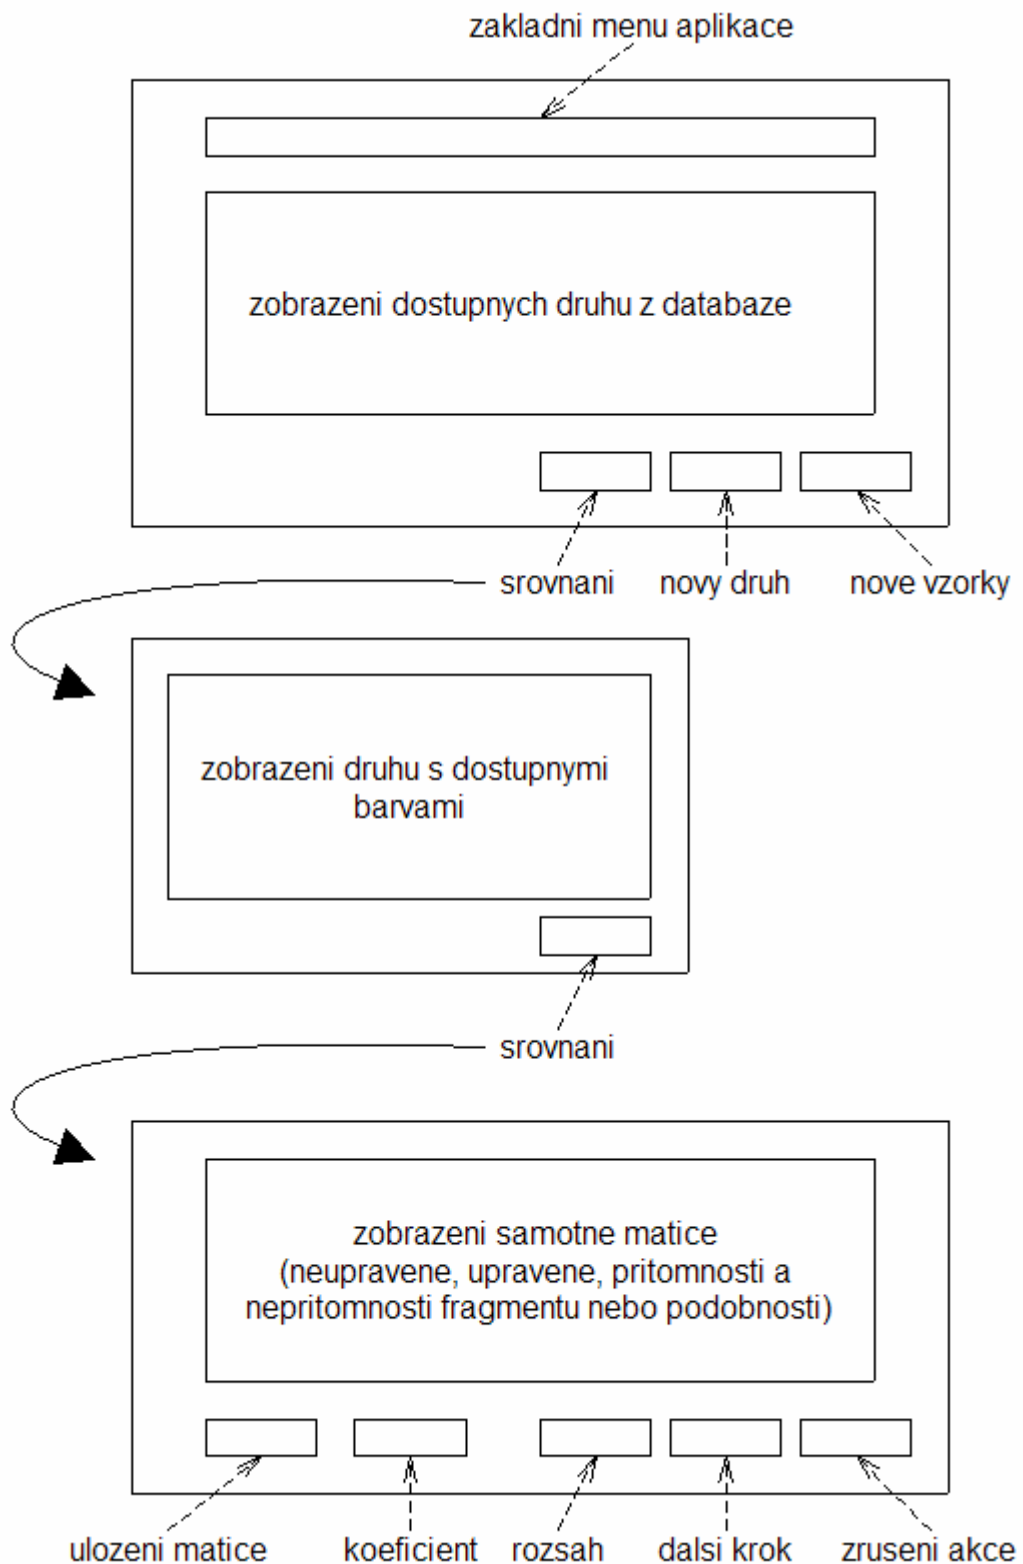 zakladni menu aplikace
zobrazeni dostupnych druhu z databaze
srovnani novy druh nove vzorky
zobrazeni druhu s dostupnymi
barvami
srovnani
zobrazeni samotne matice
(neupravene, upravene, pritomnosti a
nepritomnosti fragmentu nebo podobnosti)
ulozeni matice koeficient rozsah dalsi krok zruseni akce